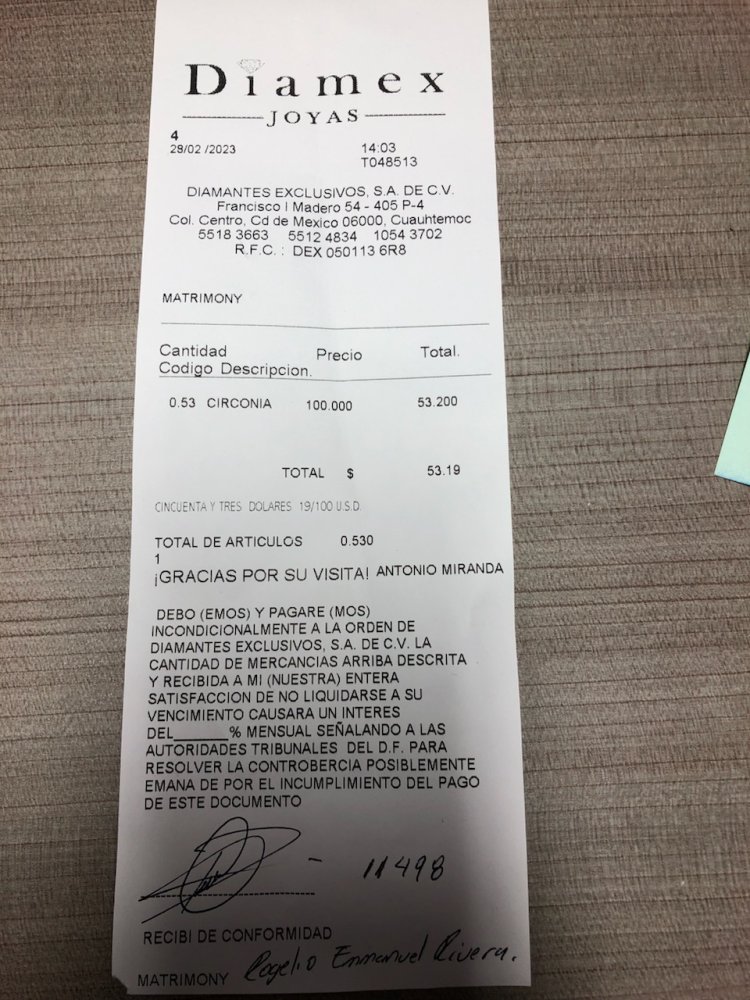 Diamex
JOYAS
4
28/02 /2023 14:03
T048513
DIAMANTES EXCLUSIVOS, S.A. DE C.V.
Francisco I Madero 54 - 405 P-4
Col. Centro, Cd de Mexico 06000, Cuauhtemoc
5518 3663 5512 4834 1054 3702
R.F.C. : DEX 050113 6R8
MATRIMONY
Cantidad Precio Total.
Codigo Descripcion.
0.53 CIRCONIA 100.000 53.200
TOTAL $ 53.19
CINCUENTA Y TRES DOLARES 19/100 U.S.D.
TOTAL DE ARTICULOS 0.530
1
¡GRACIAS POR SU VISITA! ANTONIO MIRANDA
DEBO (EMOS) Y PAGARE (MOS)
INCONDICIONALMENTE A LA ORDEN DE
DIAMANTES EXCLUSIVOS, S.A. DE C.V. LA
CANTIDAD DE MERCANCIAS ARRIBA DESCRITA
Y RECIBIDA A MI (NUESTRA) ENTERA
SATISFACCION DE NO LIQUIDARSE A SU
VENCIMIENTO CAUSARA UN INTERES
DEL_______% MENSUAL SEÑALANDO A LAS
AUTORIDADES TRIBUNALES DEL D.F. PARA
RESOLVER LA CONTROBERCIA POSIBLEMENTE
EMANA DE POR EL INCUMPLIMIENTO DEL PAGO
DE ESTE DOCUMENTO
- 11498
RECIBI DE CONFORMIDAD
MATRIMONY Rogelio Emmanuel Rivera.